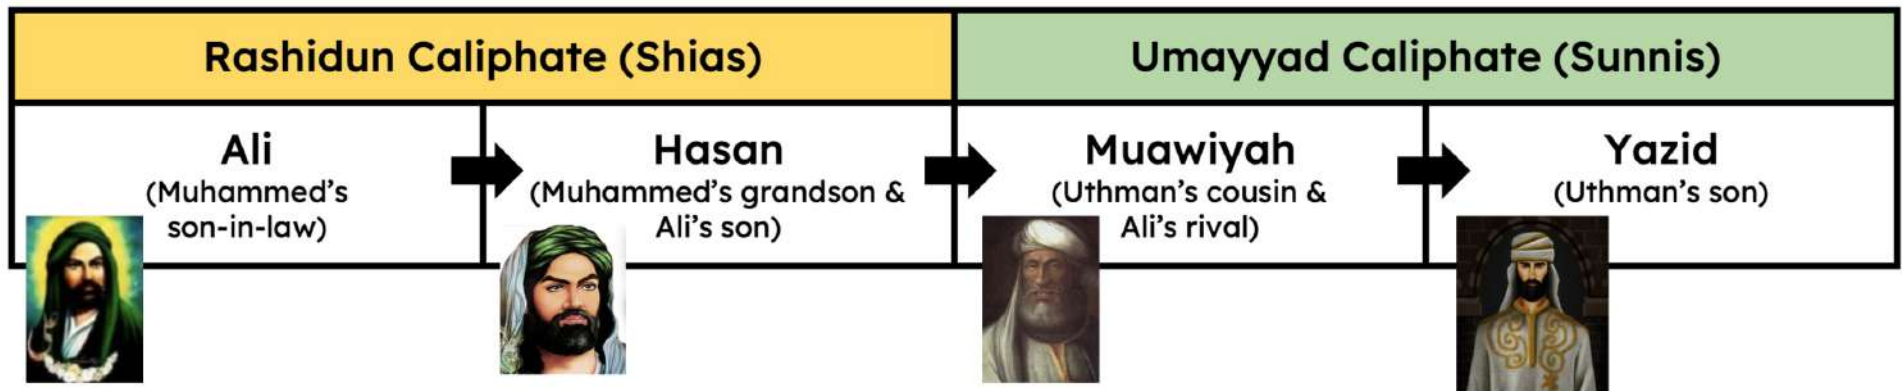 Rashidun Caliphate (Shias)
Umayyad Caliphate (Sunnis)
Ali
(Muhammed's
son-in-law)
Hasan
(Muhammed's grandson &
Ali's son)
Muawiyah
(Uthman's cousin &
Ali's rival)
Yazid
(Uthman's son)